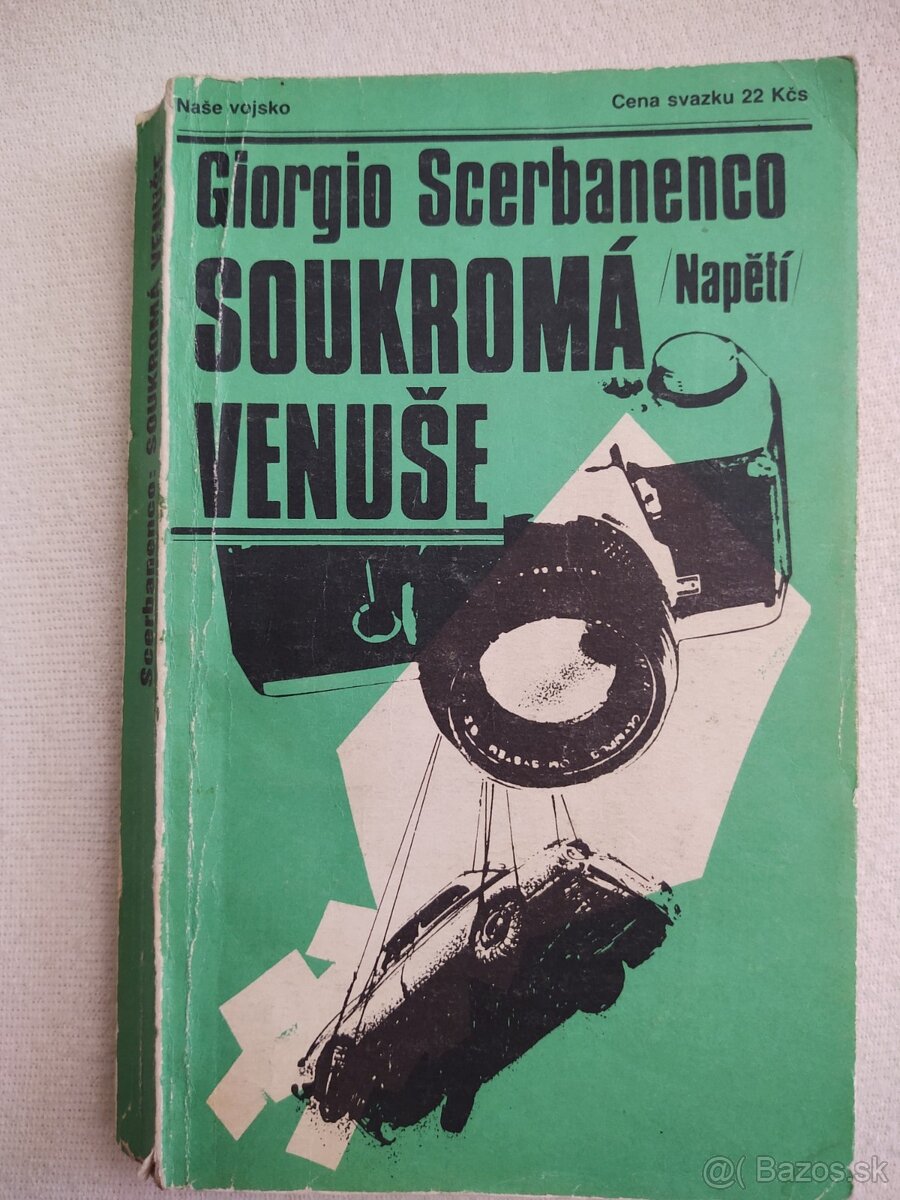 Naše vojsko
Cena svazku 22 Kčs
Giorgio Scerbanenco
SOUKROMÁ
/Napětí/
VENUŠE
Scerbanenco: SOUKROMÁ VENUŠE
@( Bazos.sk